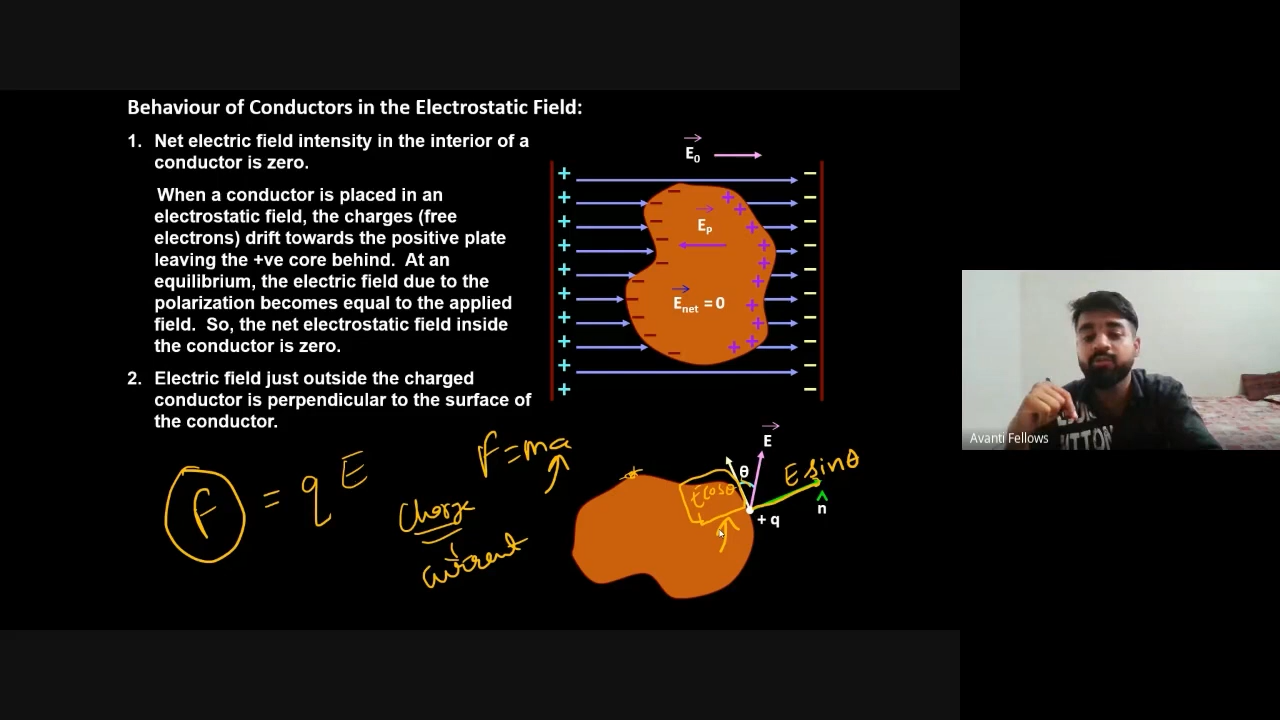 Behaviour of Conductors in the Electrostatic Field:
1. Net electric field intensity in the interior of a
conductor is zero.
When a conductor is placed in an
electrostatic field, the charges (free
electrons) drift towards the positive plate
leaving the +ve core behind. At an
equilibrium, the electric field due to the
polarization becomes equal to the applied
field. So, the net electrostatic field inside
the conductor is zero.
2. Electric field just outside the charged
conductor is perpendicular to the surface of
the conductor.
E0
+ + + + + + + + + +
− − − − − − − − −
EP
Enet = 0
+ + + + + + + + + +
− − − − − − − − − −
F = q E
F = ma
Charge
current
E
θ
E cosθ
E sinθ
+ q
n
Avanti Fellows